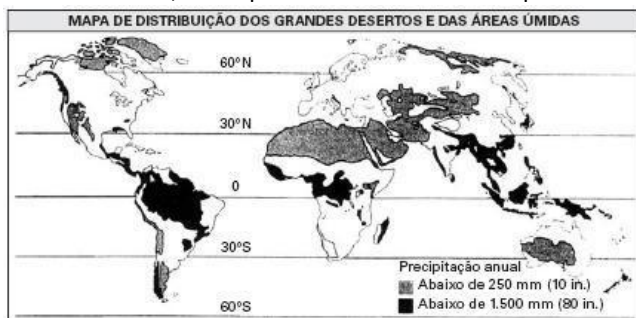 MAPA DE DISTRIBUIÇÃO DOS GRANDES DESERTOS E DAS ÁREAS ÚMIDAS
60°N
30°N
0
30°S
60°S
Precipitação anual
Abaixo de 250 mm (10 in.)
Abaixo de 1.500 mm (80 in.)